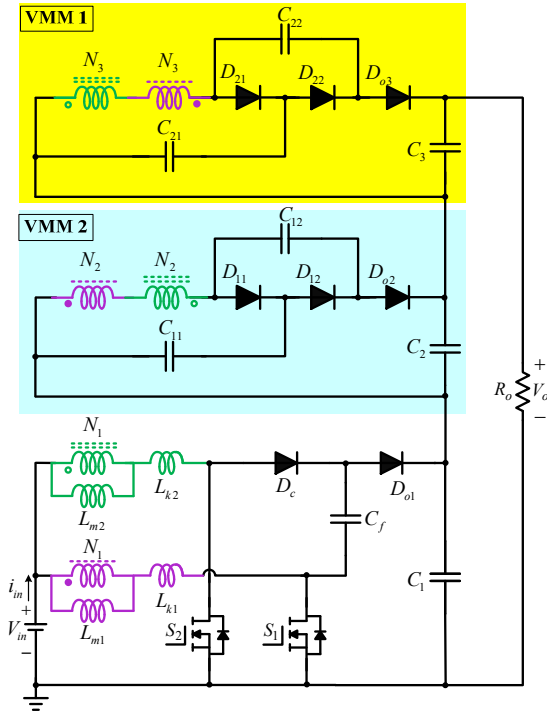 VMM 1
C22
N3 N3 D21 D22 Do3
C21
C3
VMM 2
C12
N2 N2 D11 D12 Do2
C11
C2
Ro + Vo −
N1
Lk2 Dc Do1
Lm2
Cf
N1
iin
Lk1 C1
+ Vin −
Lm1
S2 S1